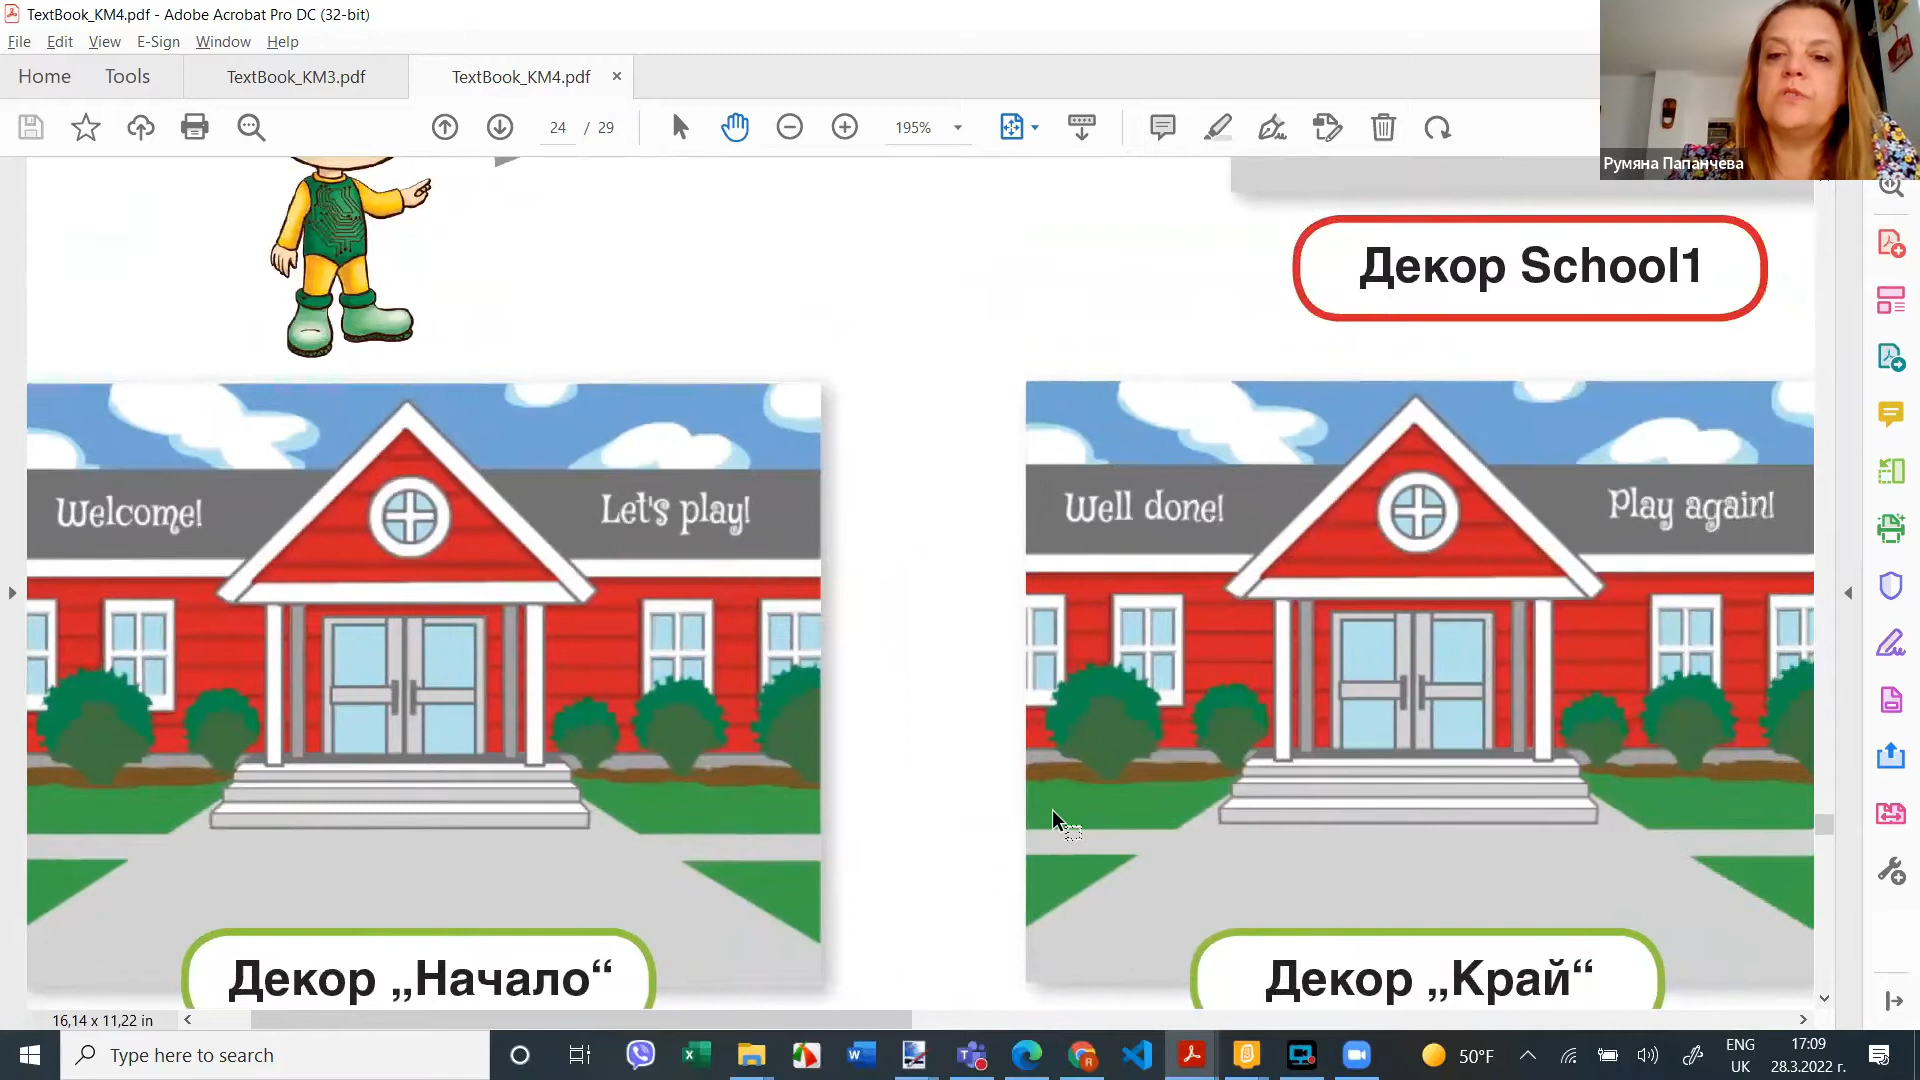 TextBook_KM4.pdf - Adobe Acrobat Pro DC (32-bit)
File Edit View E-Sign Window Help
Home Tools TextBook_KM3.pdf TextBook_KM4.pdf ×
24 / 29 195%
Румяна Папанчева
Декор School1
Welcome! Let's play!
Well done! Play again!
Декор „Начало“
Декор „Край“
16,14 x 11,22 in
Type here to search
50°F
ENG
UK
17:09
28.3.2022 г.